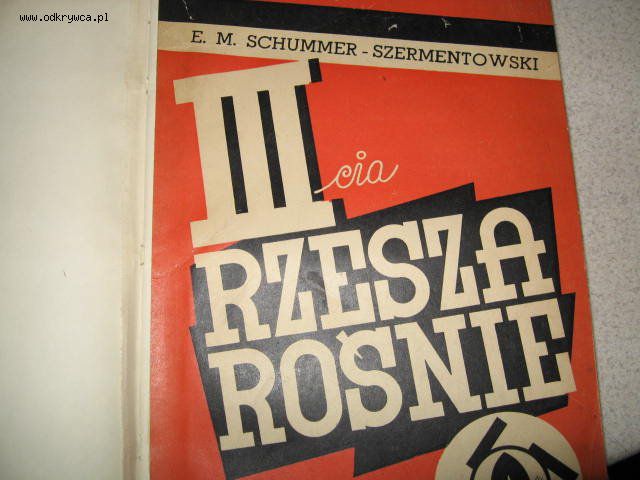 www.odkrywca.pl
E. M. SCHUMMER-SZERMENTOWSKI
III cia
RZESZA
ROŚNIE